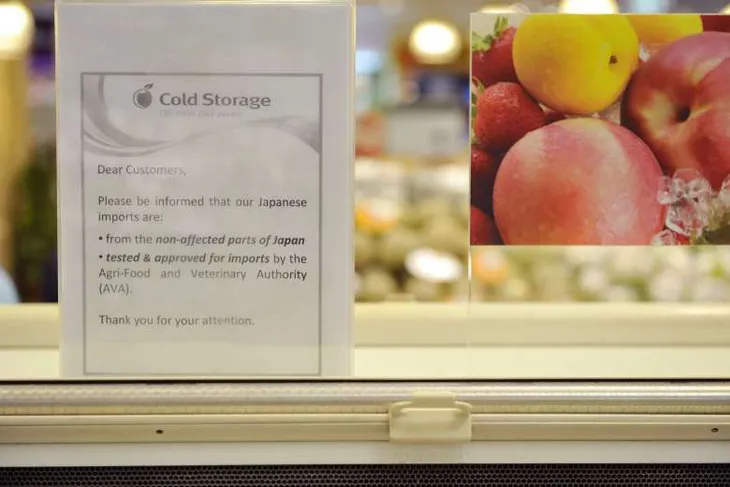 Cold Storage
Dear Customers,
Please be informed that our Japanese
imports are:
• from the non-affected parts of Japan
• tested & approved for imports by the
Agri-Food and Veterinary Authority
(AVA).
Thank you for your attention.